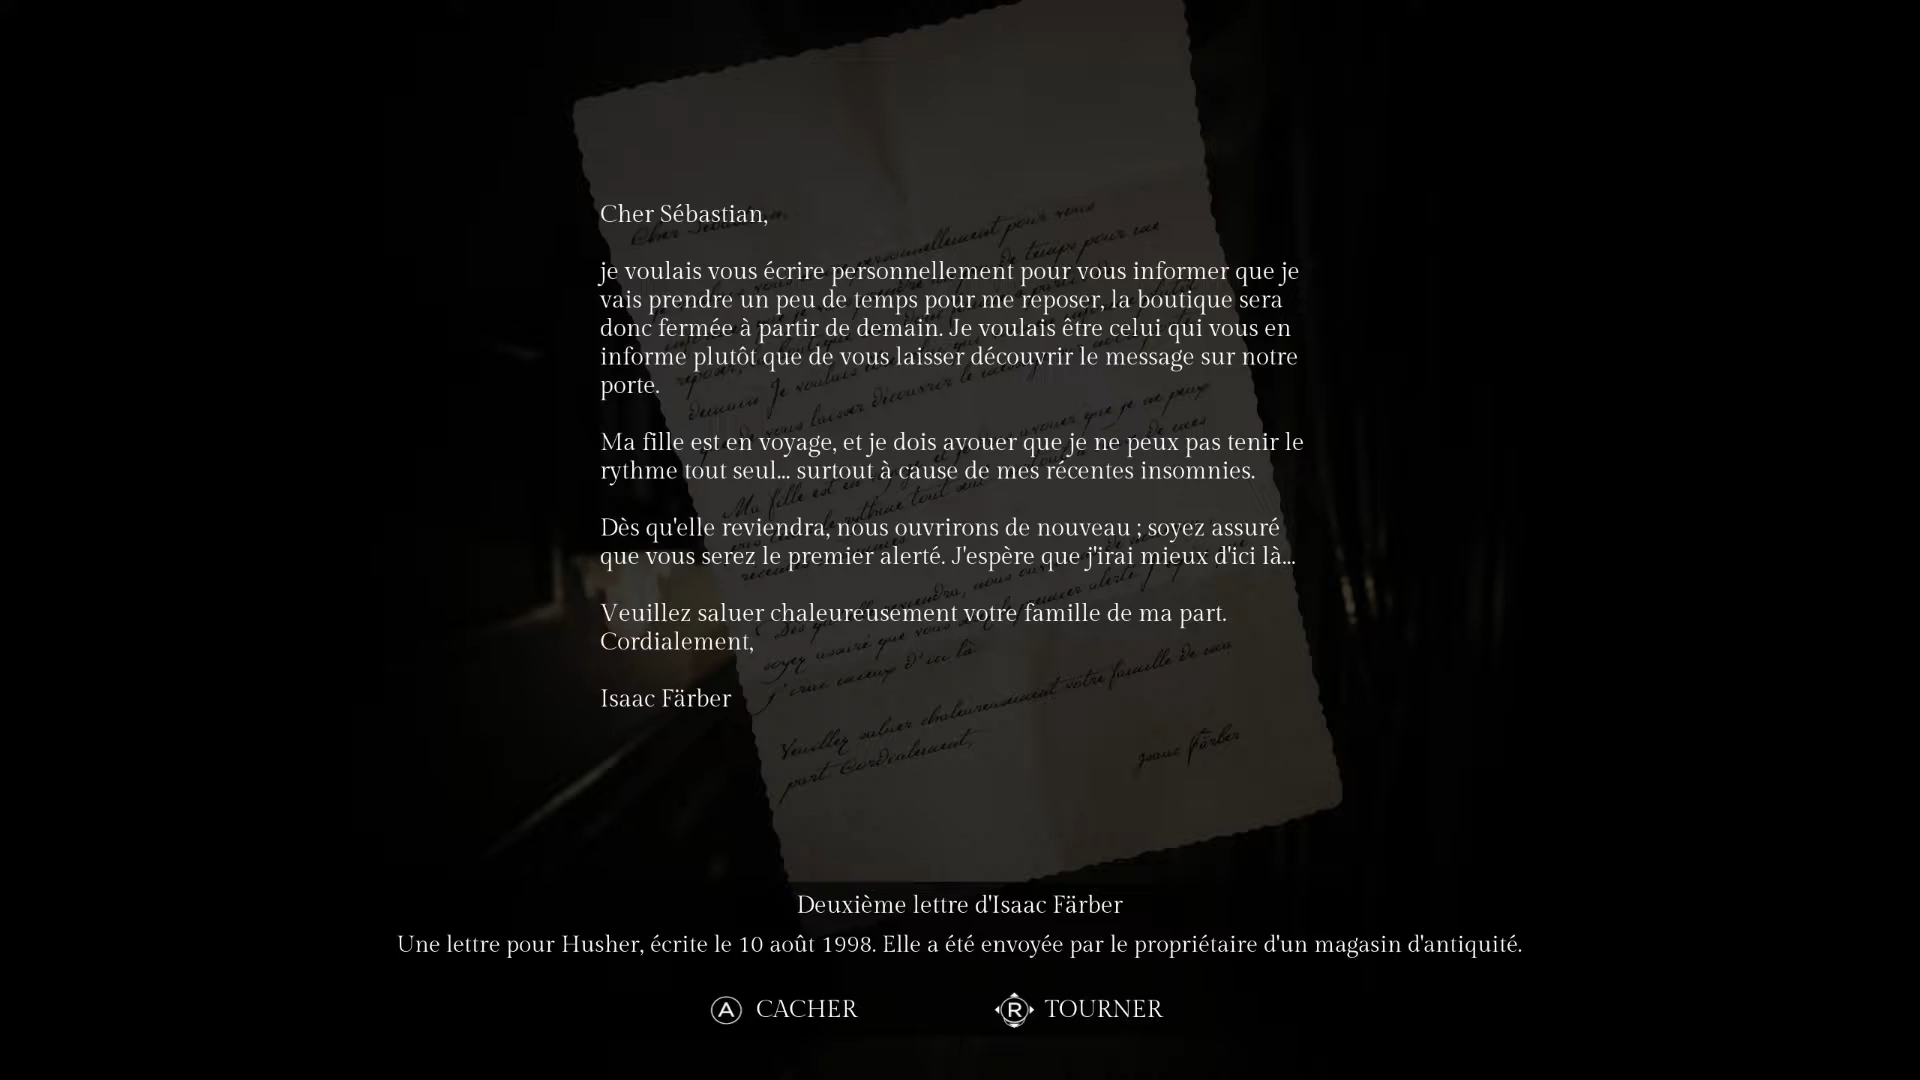 Cher Sébastian,
je voulais vous écrire personnellement pour vous informer que je
vais prendre un peu de temps pour me reposer, la boutique sera
donc fermée à partir de demain. Je voulais être celui qui vous en
informe plutôt que de vous laisser découvrir le message sur notre
porte.
Ma fille est en voyage, et je dois avouer que je ne peux pas tenir le
rythme tout seul... surtout à cause de mes récentes insomnies.
Dès qu'elle reviendra, nous ouvrirons de nouveau ; soyez assuré
que vous serez le premier alerté. J'espère que j'irai mieux d'ici là...
Veuillez saluer chaleureusement votre famille de ma part.
Cordialement,
Isaac Färber
Deuxième lettre d'Isaac Färber
Une lettre pour Husher, écrite le 10 août 1998. Elle a été envoyée par le propriétaire d'un magasin d'antiquité.
A CACHER
R TOURNER